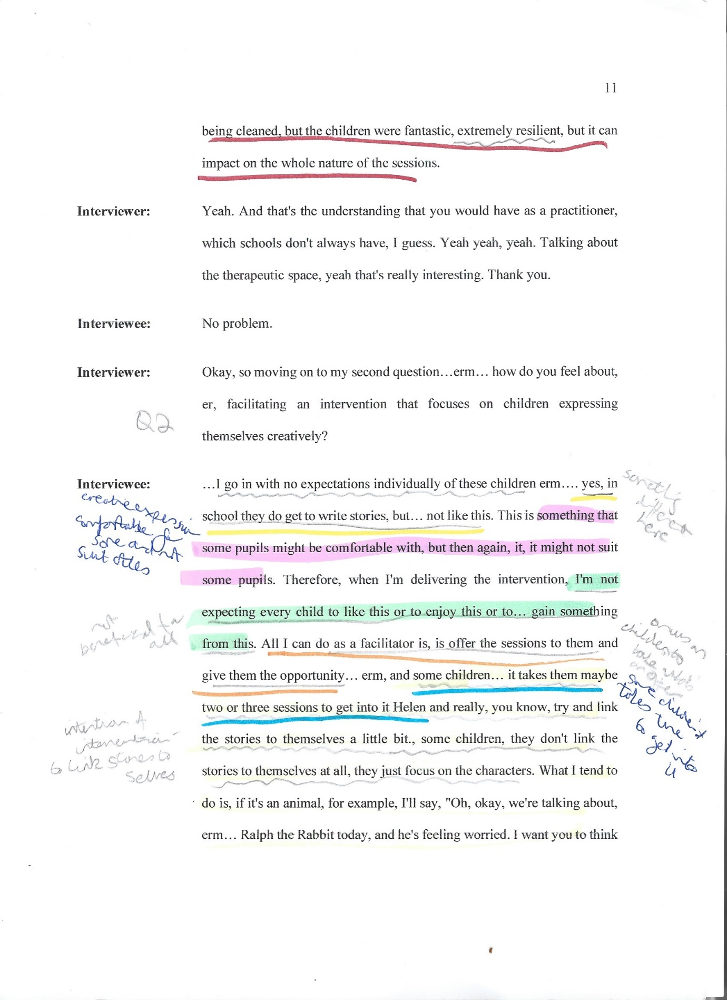 11
being cleaned, but the children were fantastic, extremely resilient, but it can
impact on the whole nature of the sessions.
Interviewer: Yeah. And that's the understanding that you would have as a practitioner,
which schools don't always have, I guess. Yeah yeah, yeah. Talking about
the therapeutic space, yeah that's really interesting. Thank you.
Interviewee: No problem.
Interviewer: Okay, so moving on to my second question…erm… how do you feel about,
er, facilitating an intervention that focuses on children expressing
Q2
themselves creatively?
Interviewee: …I go in with no expectations individually of these children erm…. yes, in
school they do get to write stories, but… not like this. This is something that
some pupils might be comfortable with, but then again, it, it might not suit
some pupils. Therefore, when I'm delivering the intervention, I'm not
expecting every child to like this or to enjoy this or to… gain something
from this. All I can do as a facilitator is, is offer the sessions to them and
give them the opportunity… erm, and some children… it takes them maybe
two or three sessions to get into it Helen and really, you know, try and link
the stories to themselves a little bit., some children, they don't link the
stories to themselves at all, they just focus on the characters. What I tend to
do is, if it's an animal, for example, I'll say, "Oh, okay, we're talking about,
erm… Ralph the Rabbit today, and he's feeling worried. I want you to think
creative expression
comfortable for
some and not
suit others
different
here
not
beneficial for
all
onus on
children to
take what's
on offer
some children
takes time
to
get into
it
intention of
intervention
to link stories to
selves